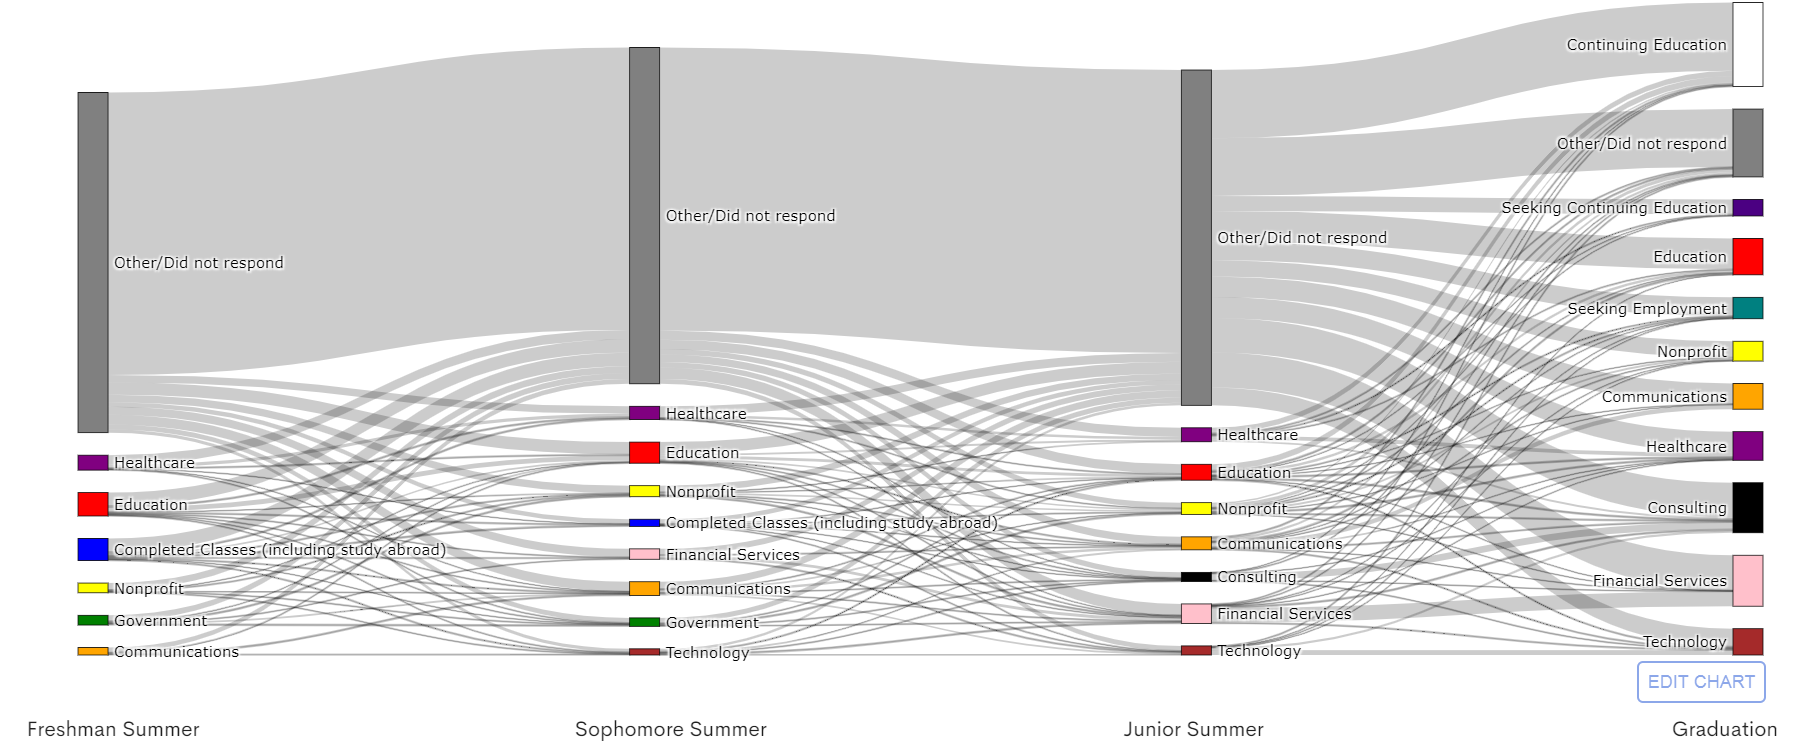 Other/Did not respond
Healthcare
Education
Completed Classes (including study abroad)
Nonprofit
Government
Communications
Freshman Summer
Other/Did not respond
Healthcare
Education
Nonprofit
Completed Classes (including study abroad)
Financial Services
Communications
Government
Technology
Sophomore Summer
Other/Did not respond
Healthcare
Education
Nonprofit
Communications
Consulting
Financial Services
Technology
Junior Summer
Continuing Education
Other/Did not respond
Seeking Continuing Education
Education
Seeking Employment
Nonprofit
Communications
Healthcare
Consulting
Financial Services
Technology
EDIT CHART
Graduation